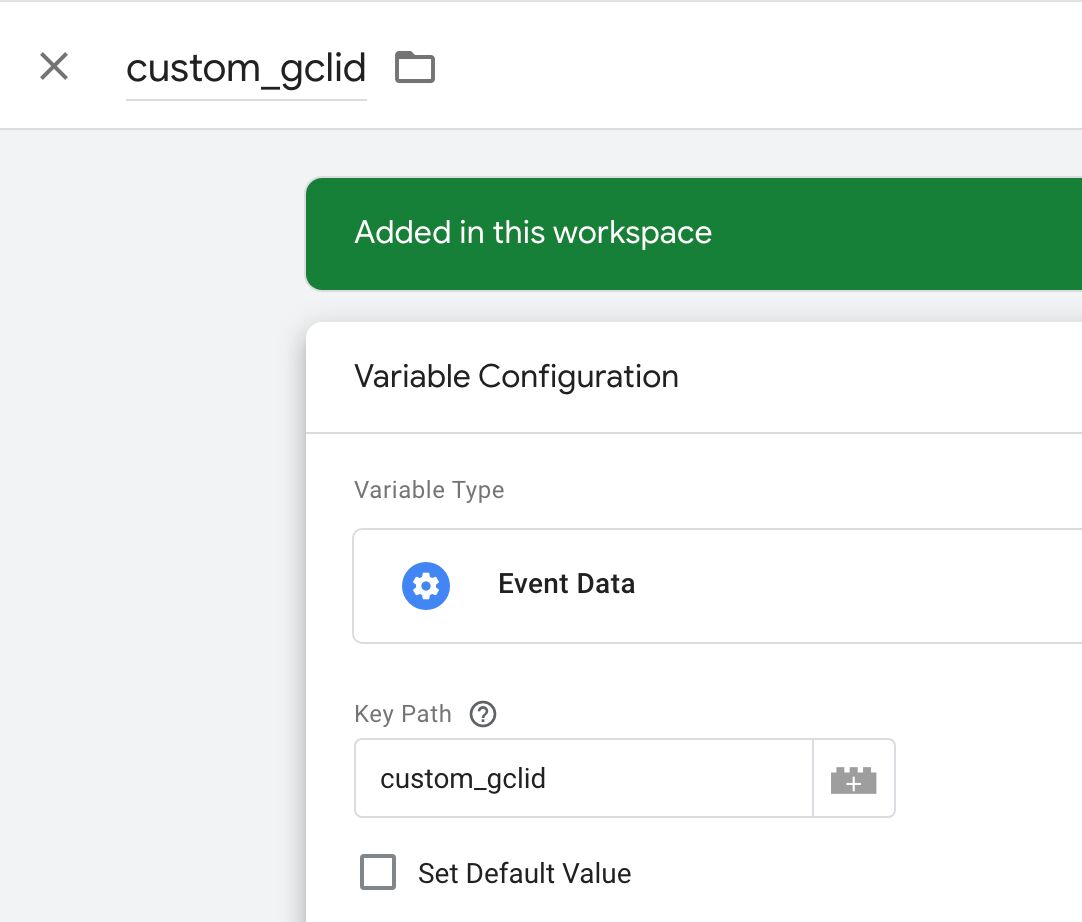 custom_gclid
Added in this workspace
Variable Configuration
Variable Type
Event Data
Key Path
custom_gclid
Set Default Value